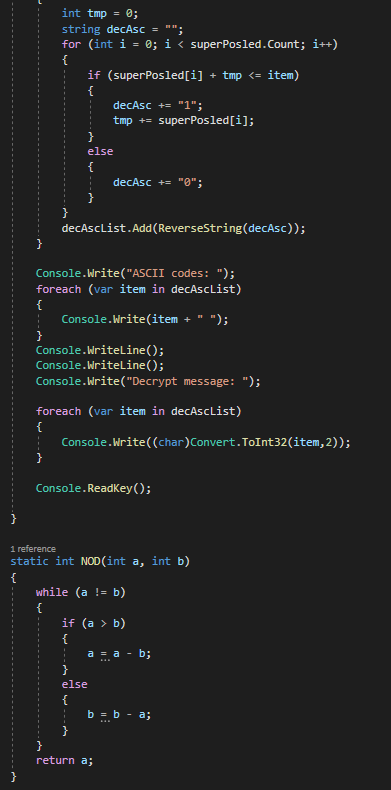 {
int tmp = 0;
string decAsc = "";
for (int i = 0; i < superPosled.Count; i++)
{
if (superPosled[i] + tmp <= item)
{
decAsc += "1";
tmp += superPosled[i];
}
else
{
decAsc += "0";
}
}
decAscList.Add(ReverseString(decAsc));
}
Console.Write("ASCII codes: ");
foreach (var item in decAscList)
{
Console.Write(item + " ");
}
Console.WriteLine();
Console.WriteLine();
Console.Write("Decrypt message: ");
foreach (var item in decAscList)
{
Console.Write((char)Convert.ToInt32(item,2));
}
Console.ReadKey();
}
1 reference
static int NOD(int a, int b)
{
while (a != b)
{
if (a > b)
{
a = a - b;
}
else
{
b = b - a;
}
}
return a;
}